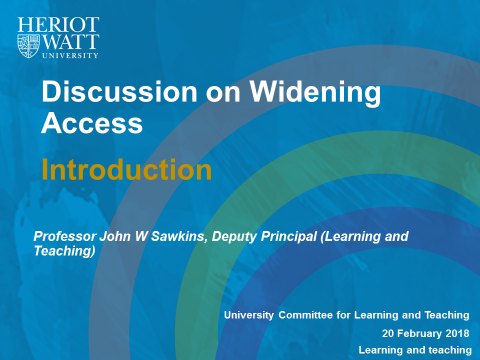 HERIOT
WATT
UNIVERSITY
Discussion on Widening
Access
Introduction
Professor John W Sawkins, Deputy Principal (Learning and
Teaching)
University Committee for Learning and Teaching
20 February 2018
Learning and teaching